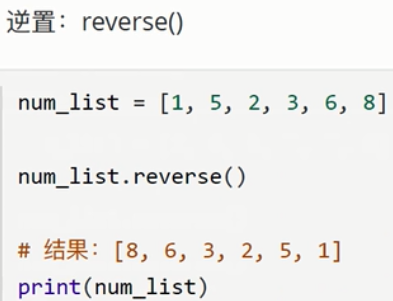 逆置：reverse()
num_list = [1, 5, 2, 3, 6, 8]
num_list.reverse()
# 结果：[8, 6, 3, 2, 5, 1]
print(num_list)